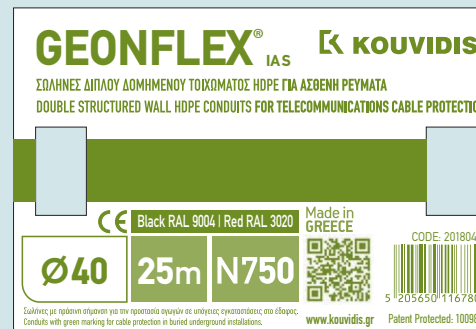 GEONFLEX® IAS
KOUVIDIS
ΣΩΛΗΝΕΣ ΔΙΠΛΟΥ ΔΟΜΗΜΕΝΟΥ ΤΟΙΧΩΜΑΤΟΣ HDPE ΓΙΑ ΑΣΘΕΝΗ ΡΕΥΜΑΤΑ
DOUBLE STRUCTURED WALL HDPE CONDUITS FOR TELECOMMUNICATIONS CABLE PROTECTIO
CE
Black RAL 9004 | Red RAL 3020
Made in
GREECE
Ø40
25m
N750
CODE: 201804
5 205650 11678
Σωλήνες με πράσινη σήμανση για την προστασία αγωγών σε υπόγειες εγκαταστάσεις στο έδαφος.
Conduits with green marking for cable protection in buried underground installations.
www.kouvidis.gr
Patent Protected: 1009